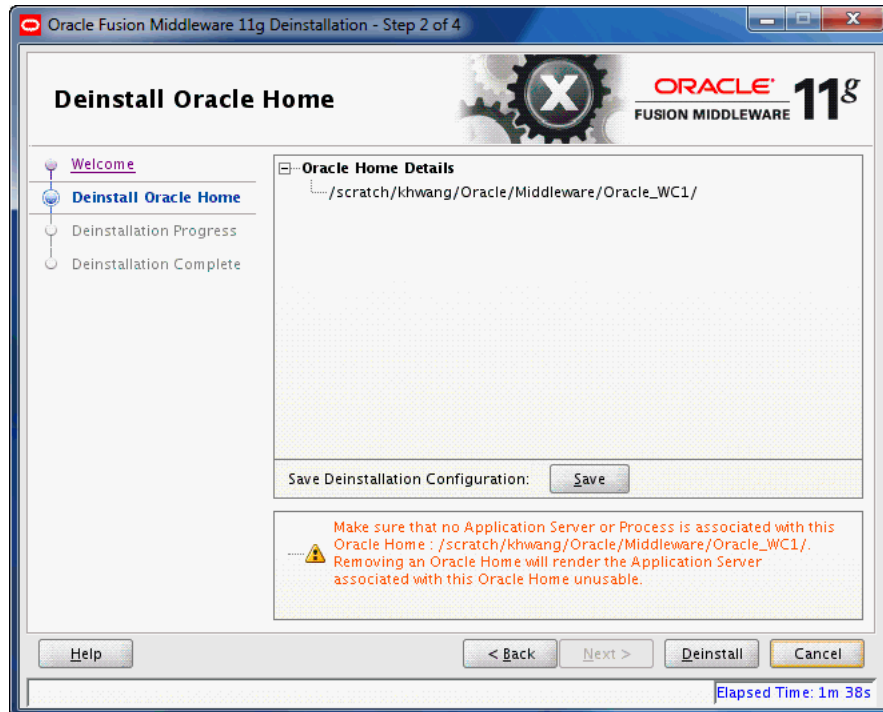 Oracle Fusion Middleware 11g Deinstallation - Step 2 of 4
Deinstall Oracle Home
X
ORACLE
FUSION MIDDLEWARE
11g
Welcome
Deinstall Oracle Home
Deinstallation Progress
Deinstallation Complete
Oracle Home Details
/scratch/khwang/Oracle/Middleware/Oracle_WC1/
Save Deinstallation Configuration:
Save
Make sure that no Application Server or Process is associated with this
Oracle Home : /scratch/khwang/Oracle/Middleware/Oracle_WC1/.
Removing an Oracle Home will render the Application Server
associated with this Oracle Home unusable.
Help
< Back
Next >
Deinstall
Cancel
Elapsed Time: 1m 38s